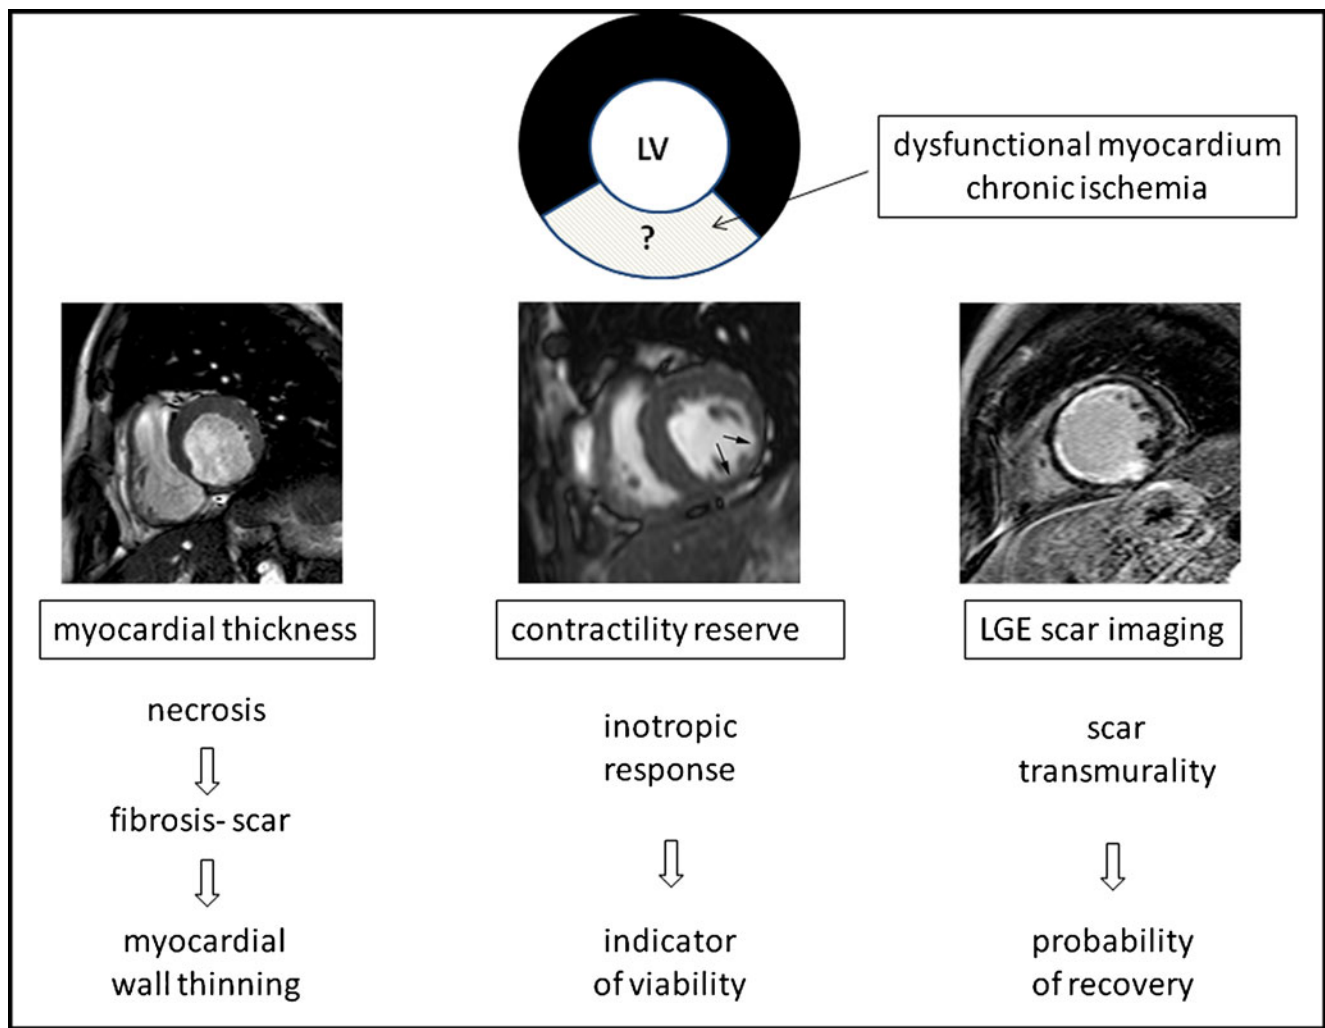 LV
dysfunctional myocardium
chronic ischemia
?
myocardial thickness
necrosis
fibrosis- scar
myocardial
wall thinning
contractility reserve
inotropic
response
indicator
of viability
LGE scar imaging
scar
transmurality
probability
of recovery